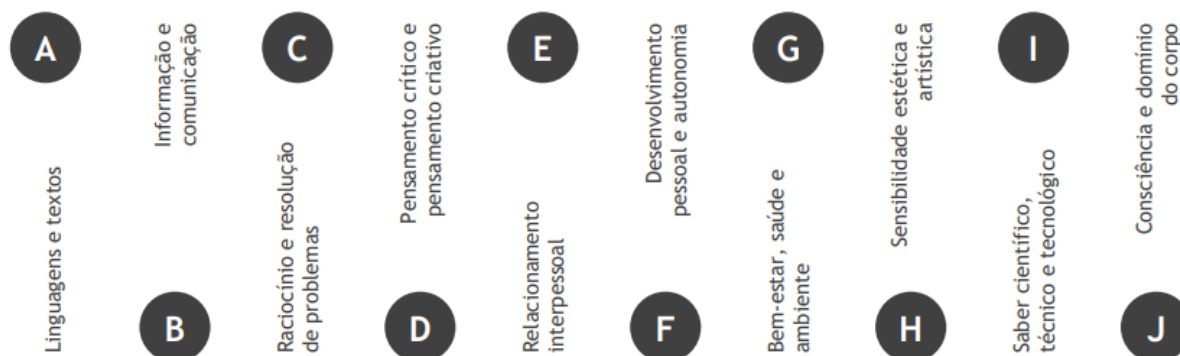 A
Linguagens e textos
Informação e
comunicação
B
C
Raciocínio e resolução
de problemas
Pensamento crítico e
pensamento criativo
D
E
Relacionamento
interpessoal
Desenvolvimento
pessoal e autonomia
F
G
Bem-estar, saúde e
ambiente
Sensibilidade estética e
artística
H
I
Saber científico,
técnico e tecnológico
Consciência e domínio
do corpo
J